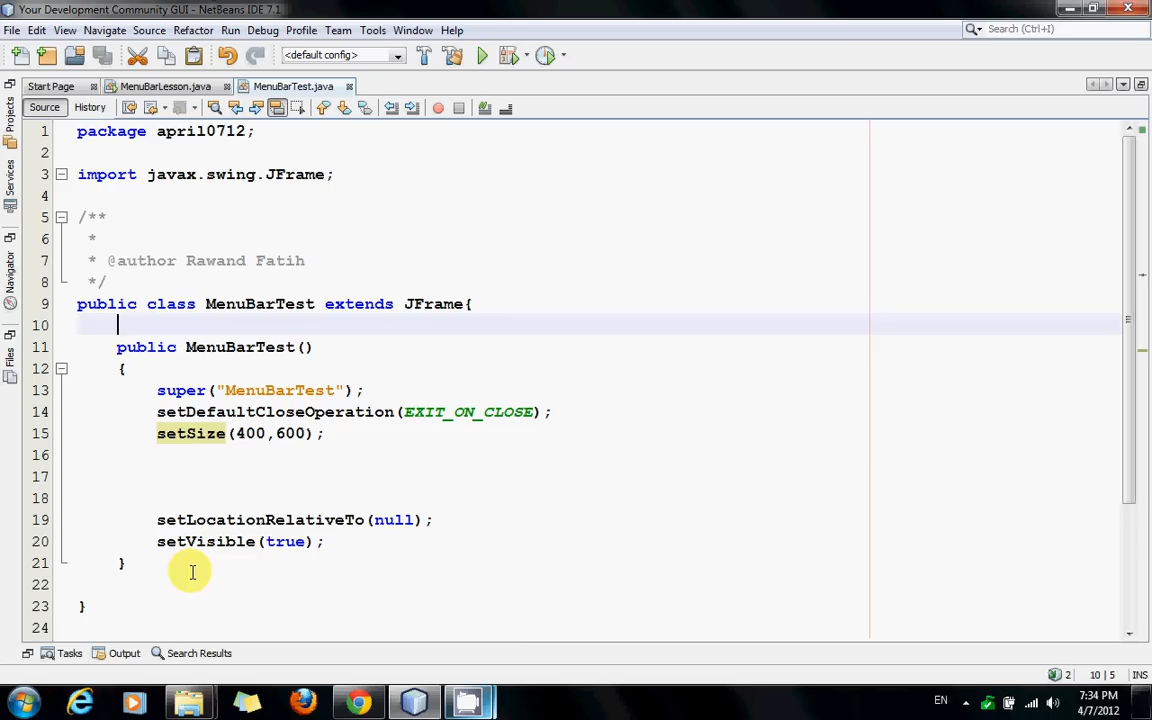 Your Development Community GUI - NetBeans IDE 7.1
File Edit View Navigate Source Refactor Run Debug Profile Team Tools Window Help
Search (Ctrl+I)
<default config>
Start Page MenuBarLesson.java MenuBarTest.java
Source History
Projects
Services
Navigator
Files
1 package april0712;
2
3 import javax.swing.JFrame;
4
5 /**
6 *
7 * @author Rawand Fatih
8 */
9 public class MenuBarTest extends JFrame{
10
11 public MenuBarTest()
12 {
13 super("MenuBarTest");
14 setDefaultCloseOperation(EXIT_ON_CLOSE);
15 setSize(400,600);
16
17
18
19 setLocationRelativeTo(null);
20 setVisible(true);
21 }
22
23 }
24
Tasks Output Search Results
2 10 | 5 INS
EN
7:34 PM
4/7/2012